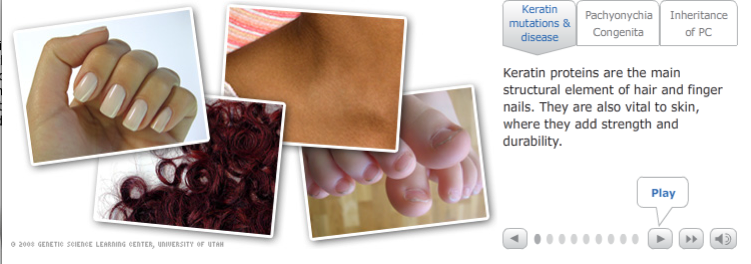 Keratin
mutations &
disease
Pachyonychia
Congenita
Inheritance
of PC
Keratin proteins are the main
structural element of hair and finger
nails. They are also vital to skin,
where they add strength and
durability.
Play
© 2008 GENETIC SCIENCE LEARNING CENTER, UNIVERSITY OF UTAH